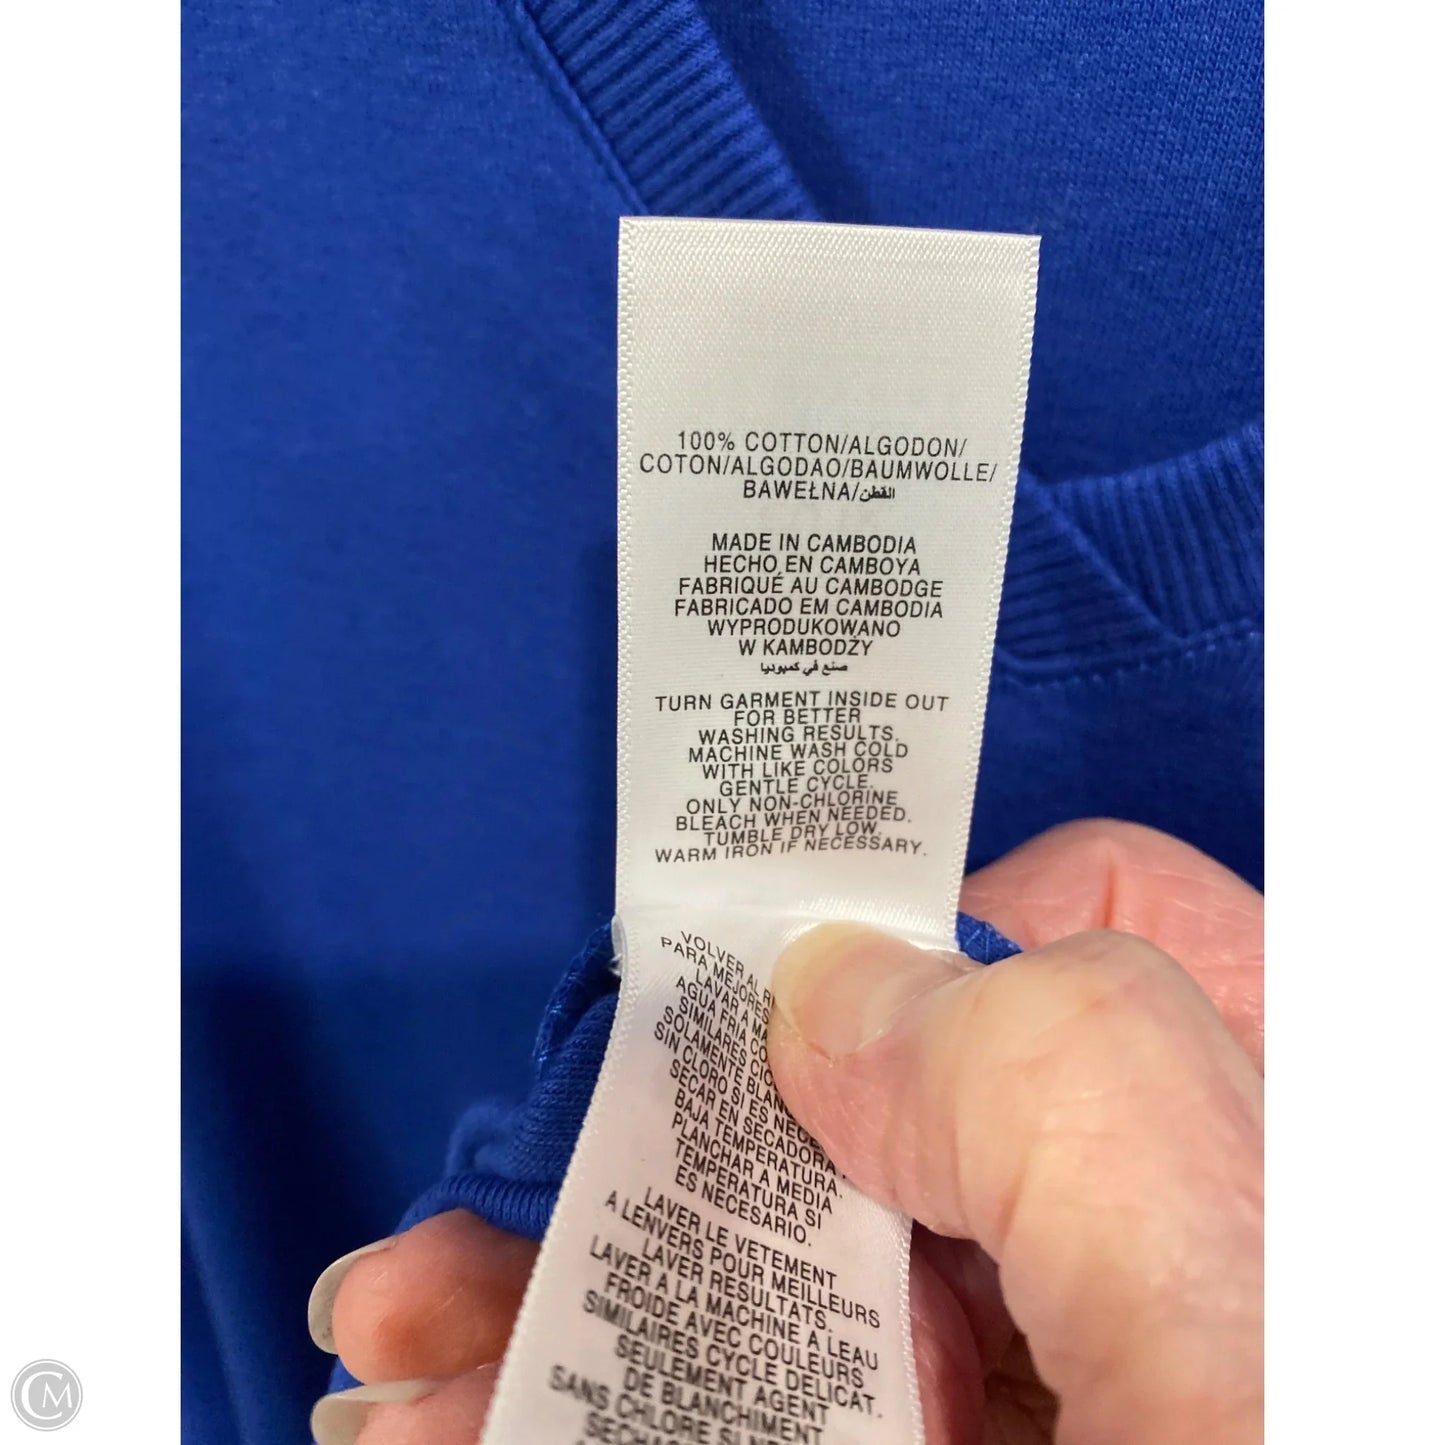 100% COTTON/ALGODON/
COTON/ALGODAO/BAUMWOLLE/
BAWEŁNA/القطن
MADE IN CAMBODIA
HECHO EN CAMBOYA
FABRIQUÉ AU CAMBODGE
FABRICADO EM CAMBODIA
WYPRODUKOWANO
W KAMBODŻY
صنع في كمبوديا
TURN GARMENT INSIDE OUT
FOR BETTER
WASHING RESULTS.
MACHINE WASH COLD
WITH LIKE COLORS
GENTLE CYCLE.
ONLY NON-CHLORINE
BLEACH WHEN NEEDED.
TUMBLE DRY LOW.
WARM IRON IF NECESSARY.
VOLVER AL
PARA MEJORES
LAVAR A
AGUA FRIA
SIMILARES
SOLAMENTE
SIN CLORO SI ES
SECAR EN SECADORA
BAJA TEMPERATURA.
PLANCHAR A MEDIA
TEMPERATURA SI
ES NECESARIO.
LAVER LE VETEMENT
A LENVERS POUR MEILLEURS
LAVER RESULTATS.
LAVER A LA MACHINE A LEAU
FROIDE AVEC COULEURS
SIMILAIRES CYCLE DELICAT.
SEULEMENT AGENT
DE BLANCHIMENT
SANS CHLORE SI
CM